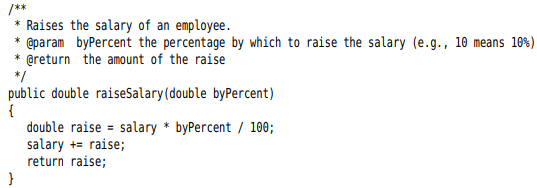 /**
 * Raises the salary of an employee.
 * @param  byPercent the percentage by which to raise the salary (e.g., 10 means 10%)
 * @return  the amount of the raise
 */
public double raiseSalary(double byPercent)
{
   double raise = salary * byPercent / 100;
   salary += raise;
   return raise;
}